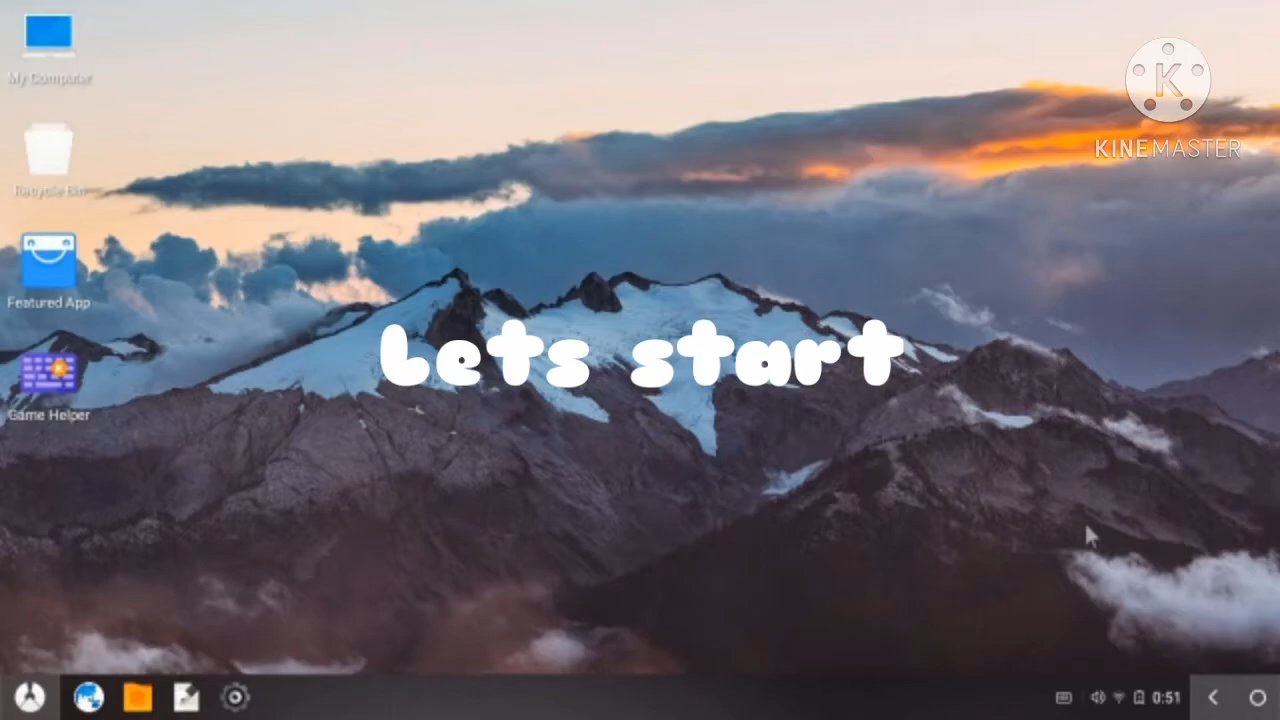 My Computer
Recycle Bin
Featured App
Game Helper
KINEMASTER
Lets start
0:51